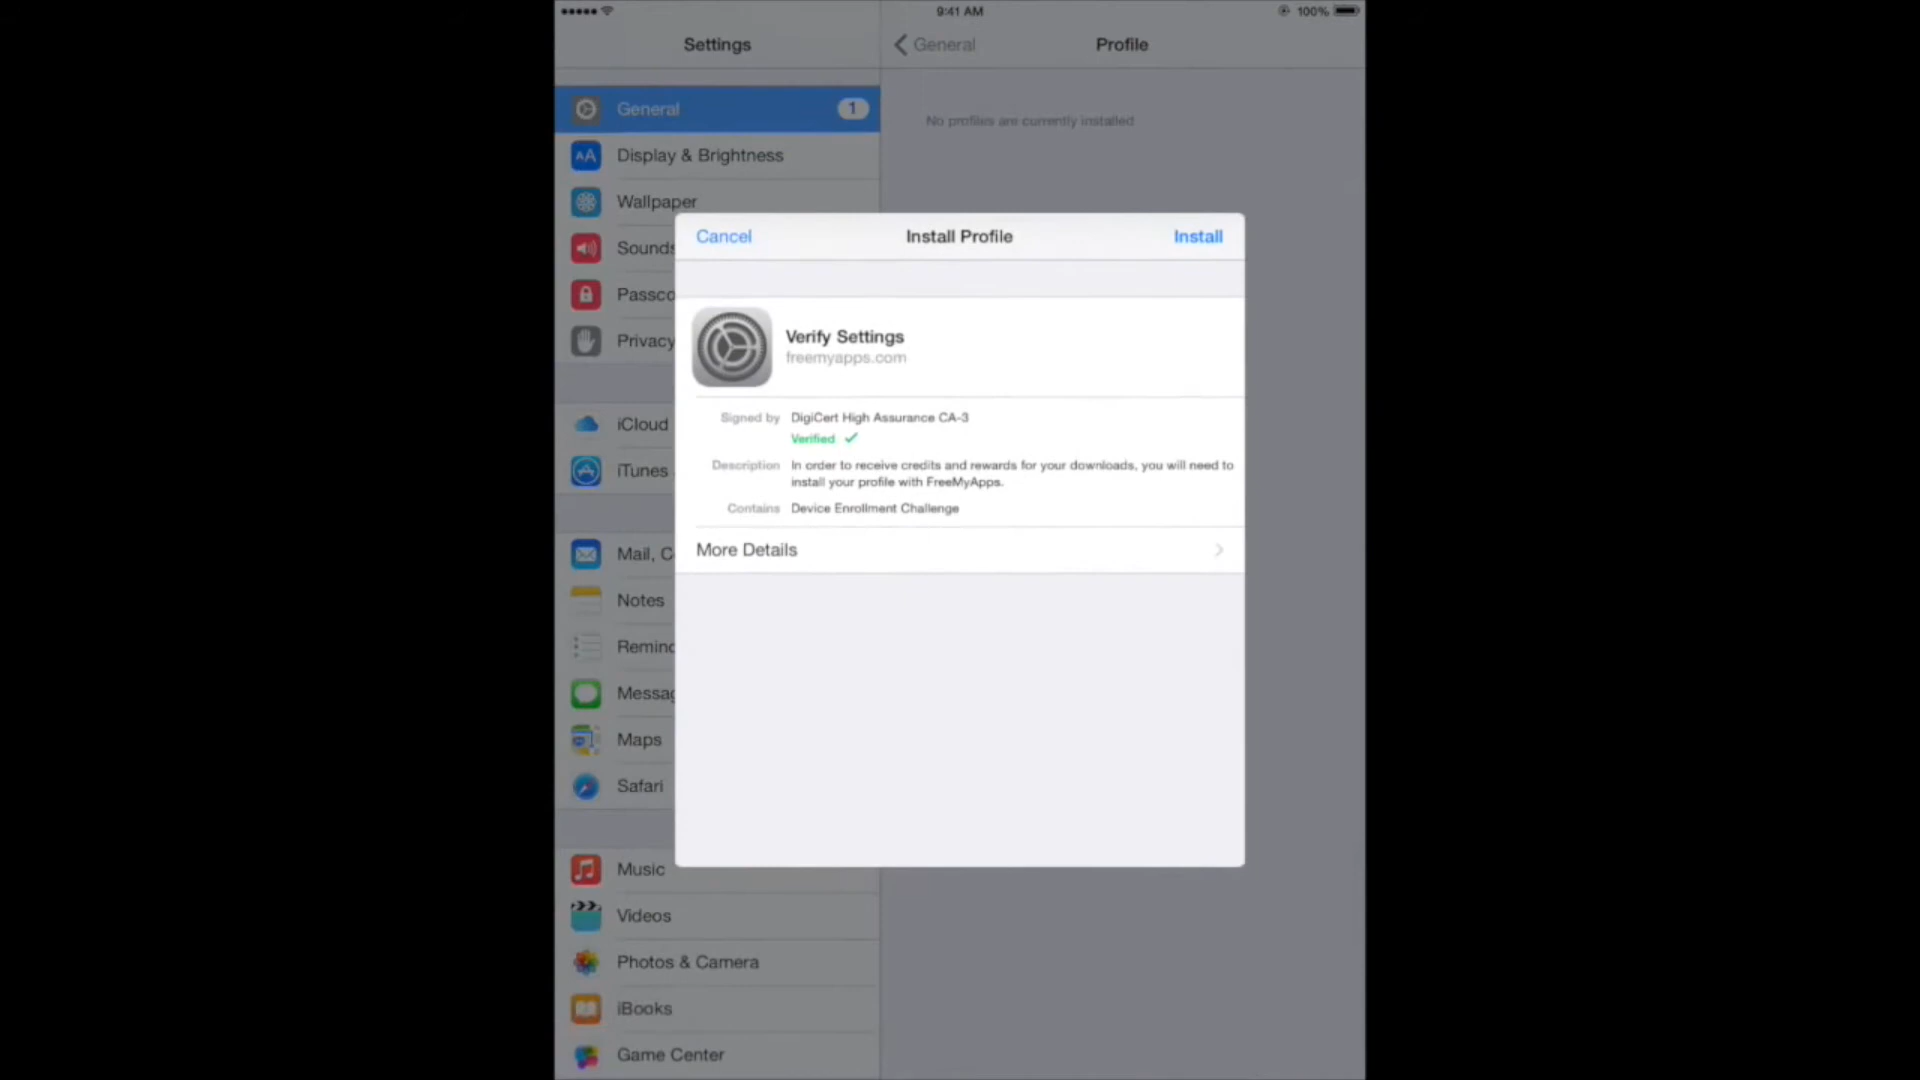 9:41 AM
100%
Settings
General
Profile
General
1
No profiles are currently installed
AA
Display & Brightness
Wallpaper
Sounds
Passco
Privacy
Cancel
Install Profile
Install
Verify Settings
freemyapps.com
Signed by
DigiCert High Assurance CA-3
Verified
Description
In order to receive credits and rewards for your downloads, you will need to
install your profile with FreeMyApps.
Contains
Device Enrollment Challenge
More Details
iCloud
iTunes
Mail, C
Notes
Remind
Messag
Maps
Safari
Music
Videos
Photos & Camera
iBooks
Game Center